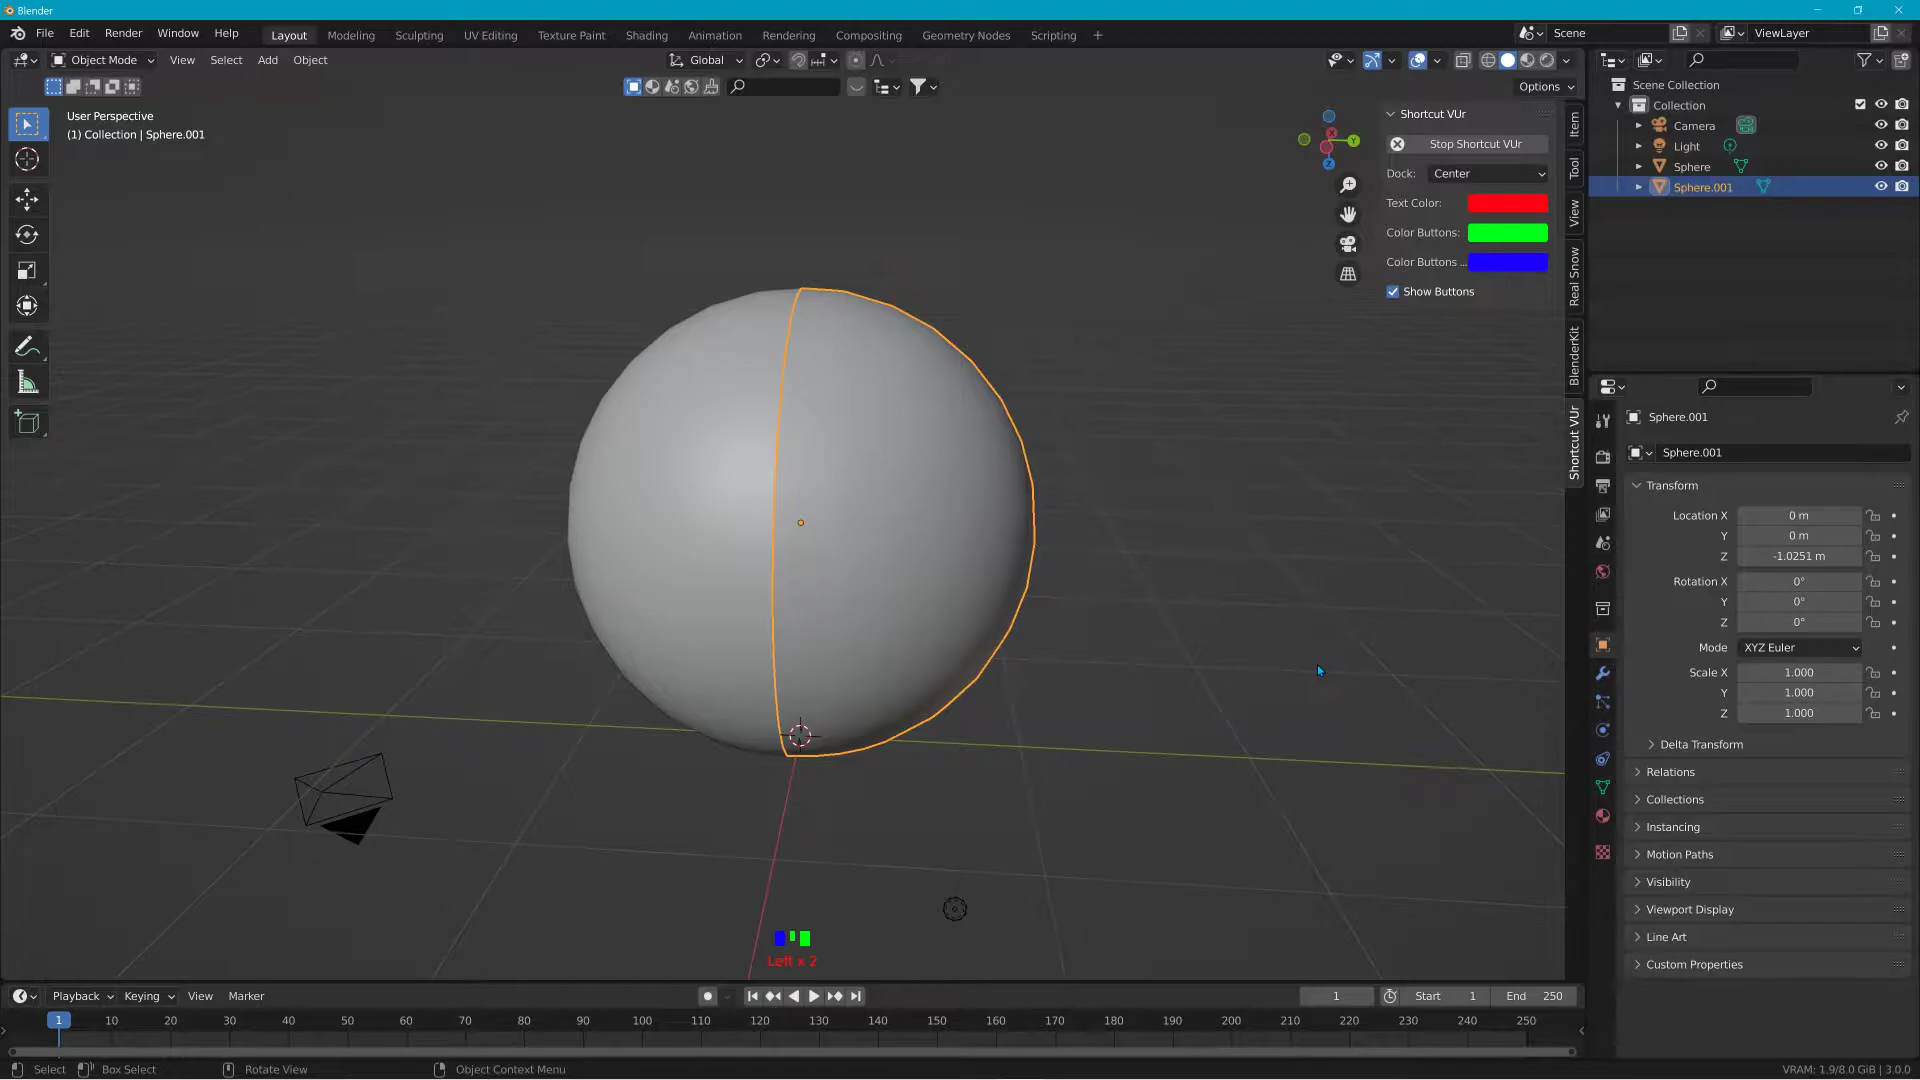 Blender
File Edit Render Window Help Layout Modeling Sculpting UV Editing Texture Paint Shading Animation Rendering Compositing Geometry Nodes Scripting + Scene ViewLayer
Object Mode View Select Add Object Global
Options
User Perspective
(1) Collection | Sphere.001
Shortcut VUr
Stop Shortcut VUr
Dock: Center
Text Color:
Color Buttons:
Color Buttons ...
Show Buttons
Item
Tool
View
Real Snow
BlenderKit
Shortcut VUr
X
Y
Z
Scene Collection
Collection
Camera
Light
Sphere
Sphere.001
Sphere.001
Sphere.001
Transform
Location X 0 m
Y 0 m
Z -1.0251 m
Rotation X 0°
Y 0°
Z 0°
Mode XYZ Euler
Scale X 1.000
Y 1.000
Z 1.000
Delta Transform
Relations
Collections
Instancing
Motion Paths
Visibility
Viewport Display
Line Art
Custom Properties
Left x 2
Playback Keying View Marker 1 Start 1 End 250
1 10 20 30 40 50 60 70 80 90 100 110 120 130 140 150 160 170 180 190 200 210 220 230 240 250
Select Box Select Rotate View Object Context Menu VRAM: 1.9/8.0 GiB | 3.0.0